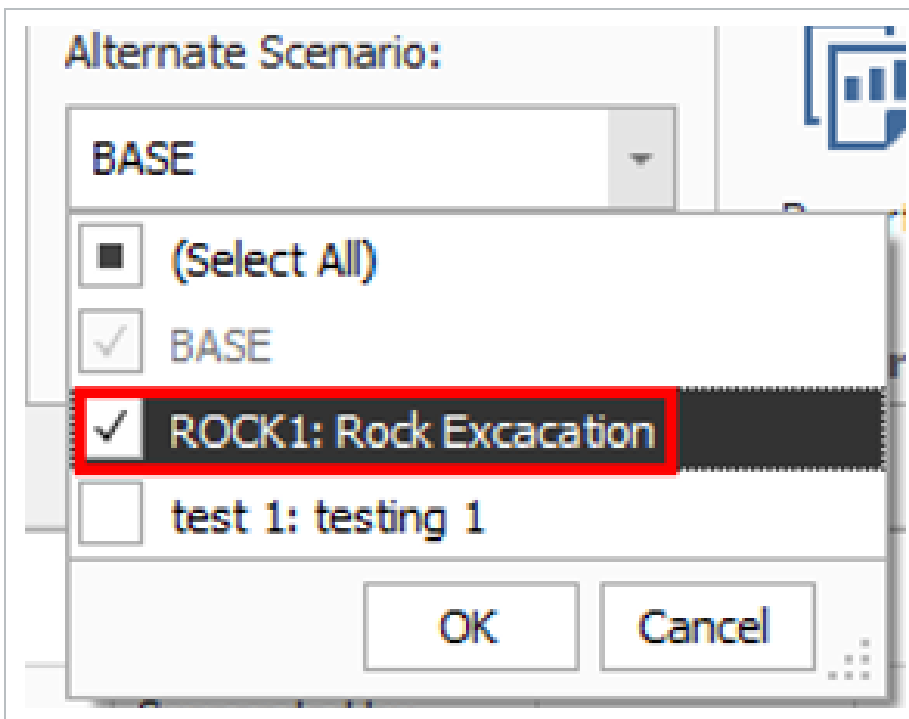 Alternate Scenario:
BASE
(Select All)
BASE
ROCK1: Rock Excacation
test 1: testing 1
OK
Cancel